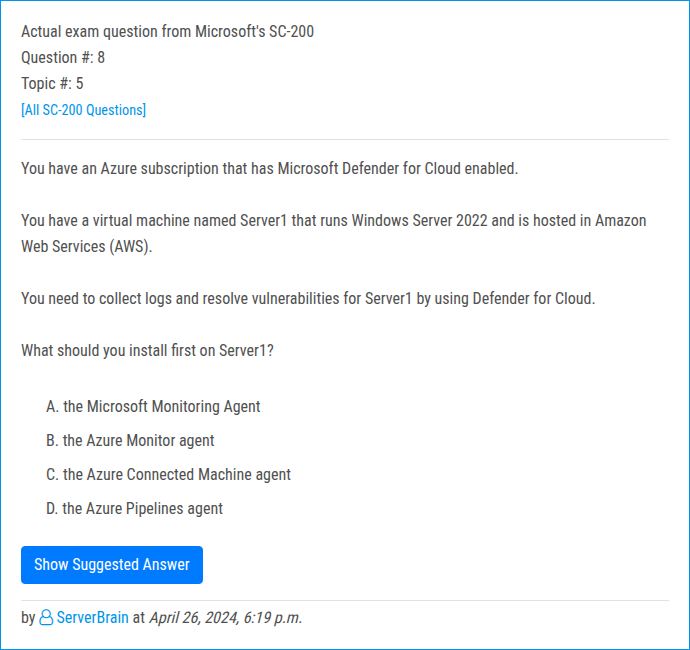 Actual exam question from Microsoft's SC-200
Question #: 8
Topic #: 5
[All SC-200 Questions]
You have an Azure subscription that has Microsoft Defender for Cloud enabled.
You have a virtual machine named Server1 that runs Windows Server 2022 and is hosted in Amazon
Web Services (AWS).
You need to collect logs and resolve vulnerabilities for Server1 by using Defender for Cloud.
What should you install first on Server1?
A. the Microsoft Monitoring Agent
B. the Azure Monitor agent
C. the Azure Connected Machine agent
D. the Azure Pipelines agent
Show Suggested Answer
by ServerBrain at April 26, 2024, 6:19 p.m.